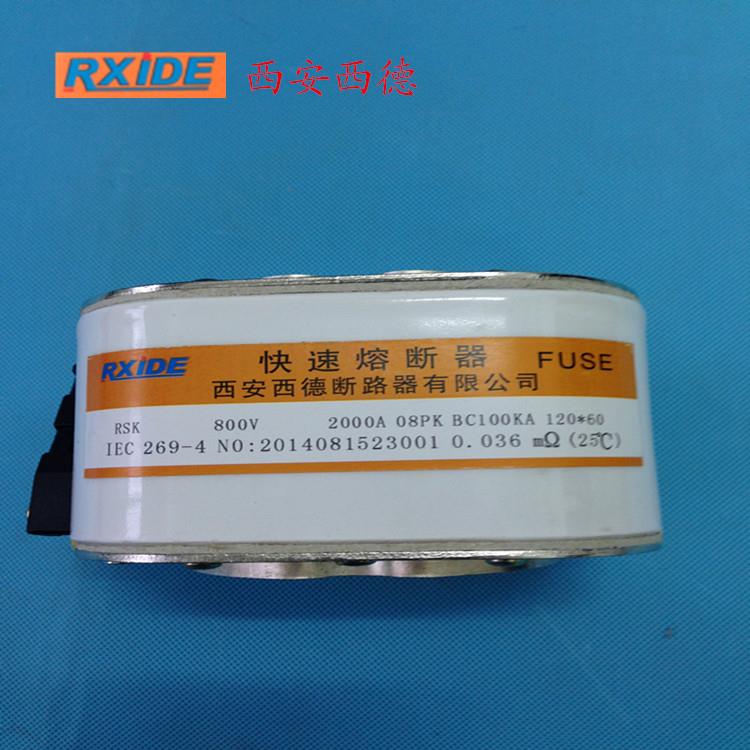 RXIDE 西安西德
RXIDE 快速熔断器 FUSE
西安西德断路器有限公司
RSK 800V 2000A 08PK BC100KA 120*60
IEC 269-4 NO:2014081523001 0.036 mΩ (25℃)